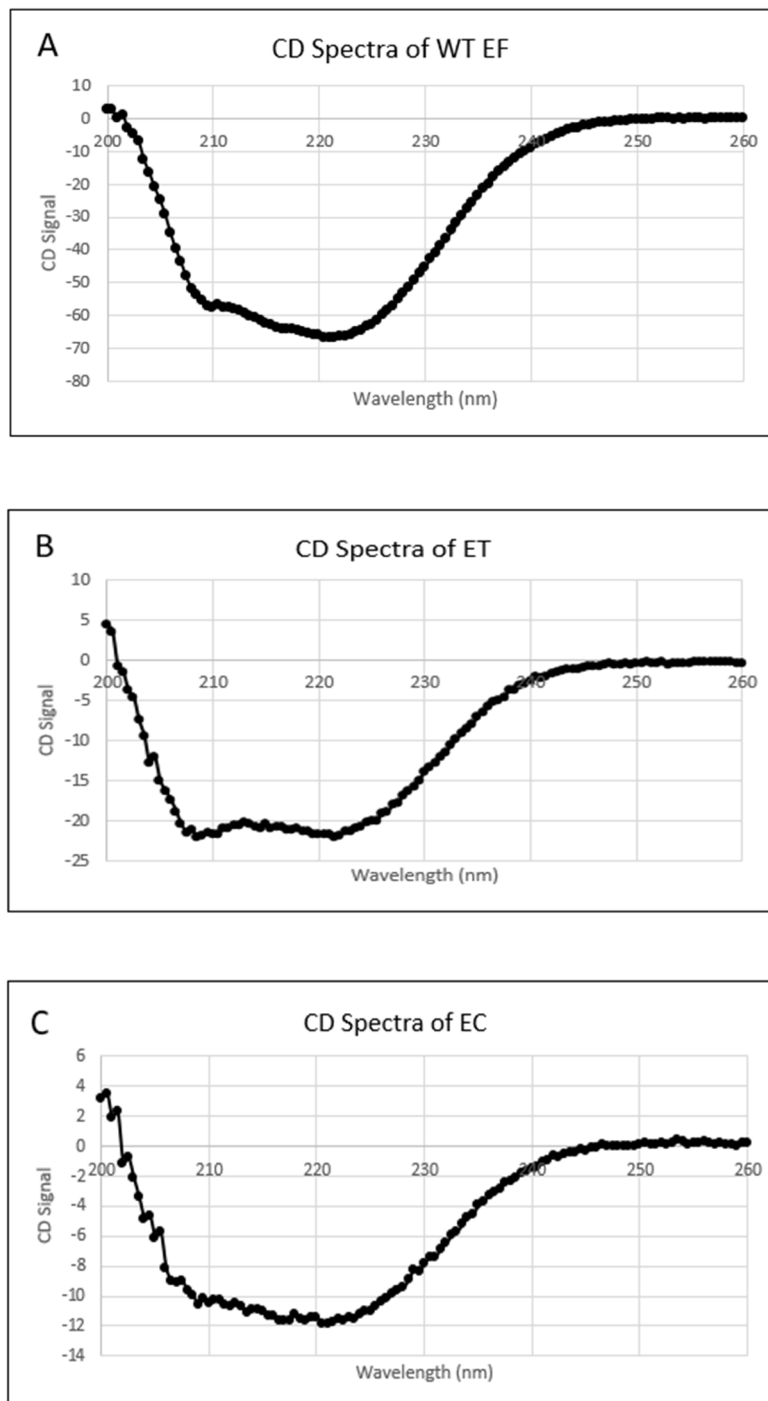 A
CD Spectra of WT EF
10
0
-10
-20
-30
-40
-50
-60
-70
-80
200 210 220 230 240 250 260
CD Signal
Wavelength (nm)
B
CD Spectra of ET
10
5
0
-5
-10
-15
-20
-25
200 210 220 230 240 250 260
CD Signal
Wavelength (nm)
C
CD Spectra of EC
6
4
2
0
-2
-4
-6
-8
-10
-12
-14
200 210 220 230 240 250 260
CD Signal
Wavelength (nm)